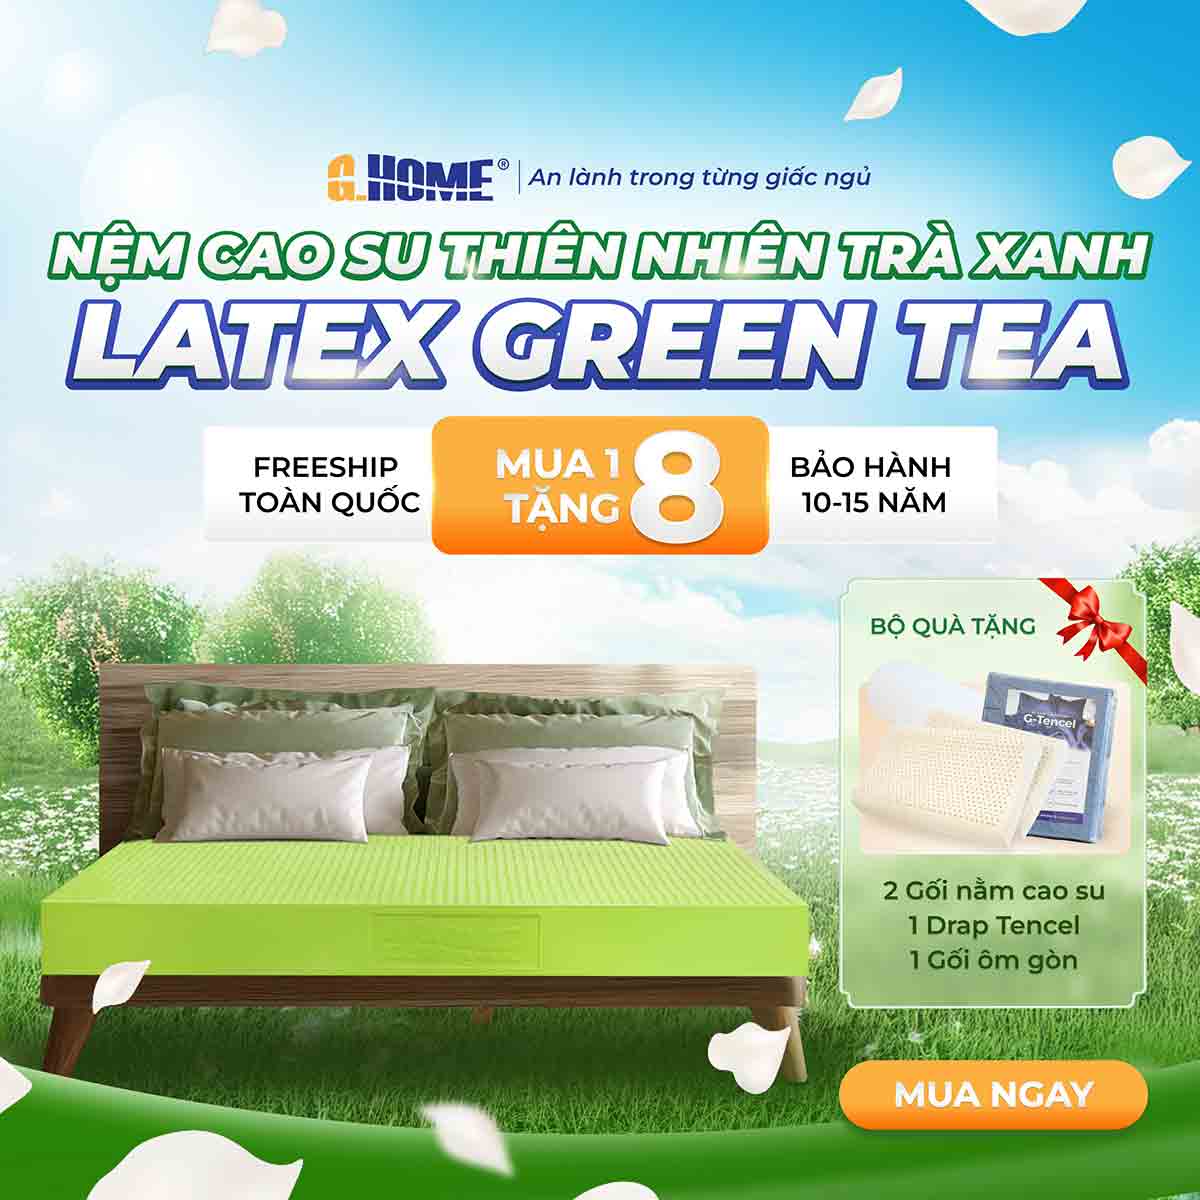 G.HOME® | An lành trong từng giấc ngủ
NỆM CAO SU THIÊN NHIÊN TRÀ XANH
LATEX GREEN TEA
FREESHIP
TOÀN QUỐC
MUA 1
TẶNG 8
BẢO HÀNH
10-15 NĂM
BỘ QUÀ TẶNG
G-Tencel
2 Gối nằm cao su
1 Drap Tencel
1 Gối ôm gòn
MUA NGAY